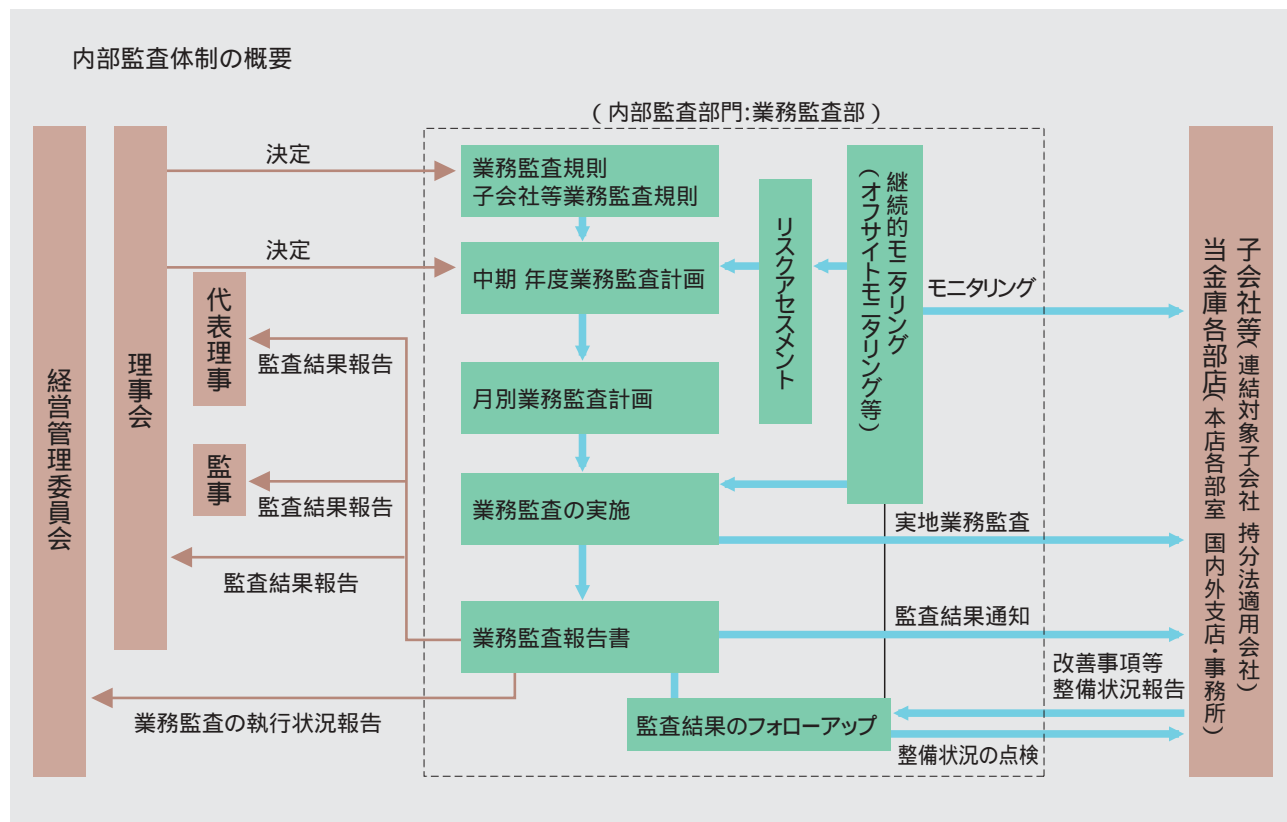 内部監査体制の概要
(内部監査部門:業務監査部)
経営管理委員会
理事会
代表理事
監事
決定
決定
監査結果報告
監査結果報告
監査結果報告
業務監査の執行状況報告
業務監査規則
子会社等業務監査規則
中期 年度業務監査計画
月別業務監査計画
業務監査の実施
業務監査報告書
監査結果のフォローアップ
リスクアセスメント
継続的モニタリング
(オフサイトモニタリング等)
モニタリング
実地業務監査
監査結果通知
改善事項等
整備状況報告
整備状況の点検
子会社等(連結対象子会社 持分法適用会社)
当金庫各部店(本店各部室 国内外支店・事務所)